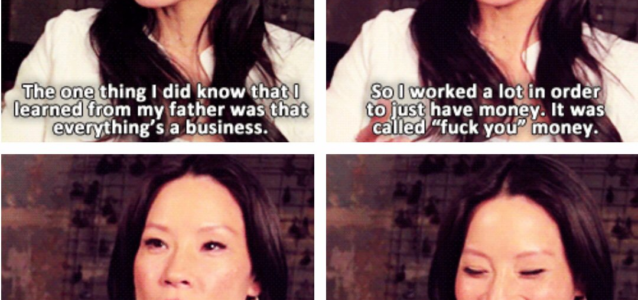 The one thing I did know that I
learned from my father was that
everything's a business.
So I worked a lot in order
to just have money. It was
called "fuck you" money.